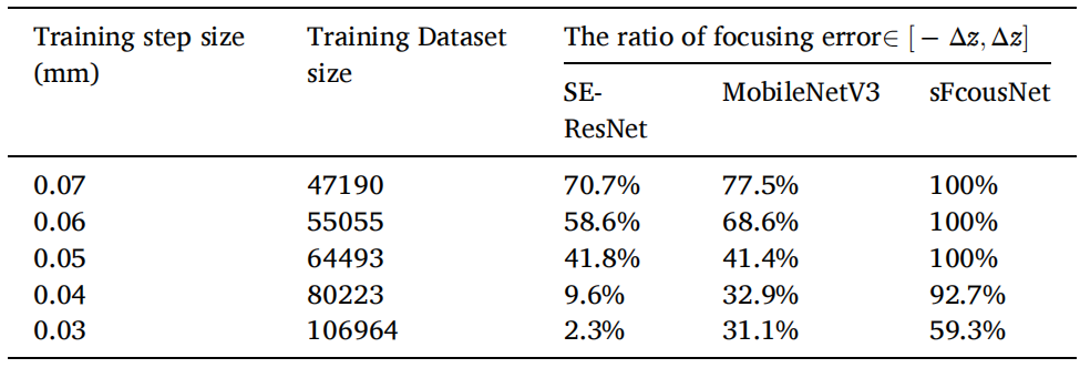 Training step size Training Dataset The ratio of focusing error∈ [− Δz, Δz]
(mm) size
SE- MobileNetV3 sFcousNet
ResNet
0.07 47190 70.7% 77.5% 100%
0.06 55055 58.6% 68.6% 100%
0.05 64493 41.8% 41.4% 100%
0.04 80223 9.6% 32.9% 92.7%
0.03 106964 2.3% 31.1% 59.3%